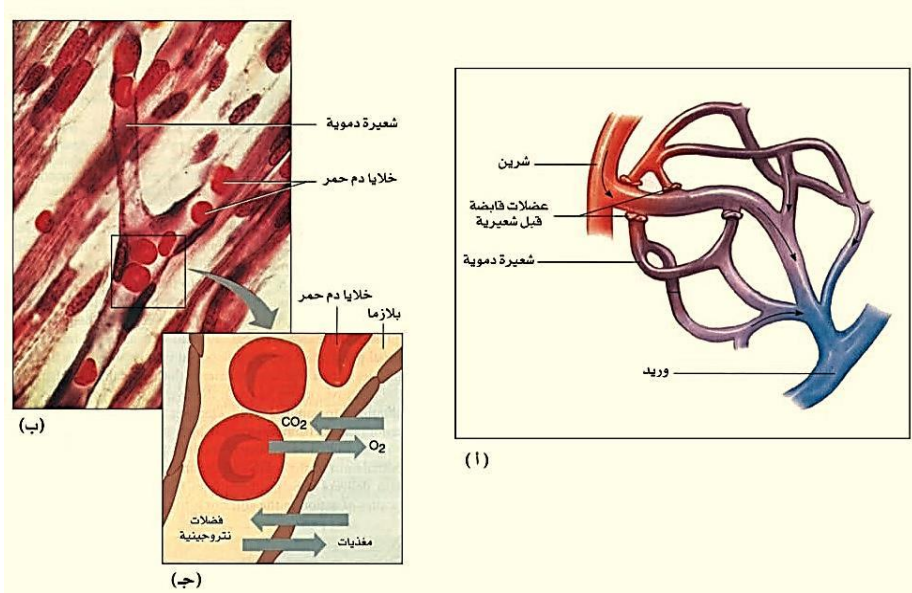 شرين
عضلات قابضة
قبل شعيرية
شعيرة دموية
وريد
(أ)
شعيرة دموية
خلايا دم حمر
(ب)
خلايا دم حمر
بلازما
CO2
O2
فضلات
نتروجينية
مغذيات
(جـ)